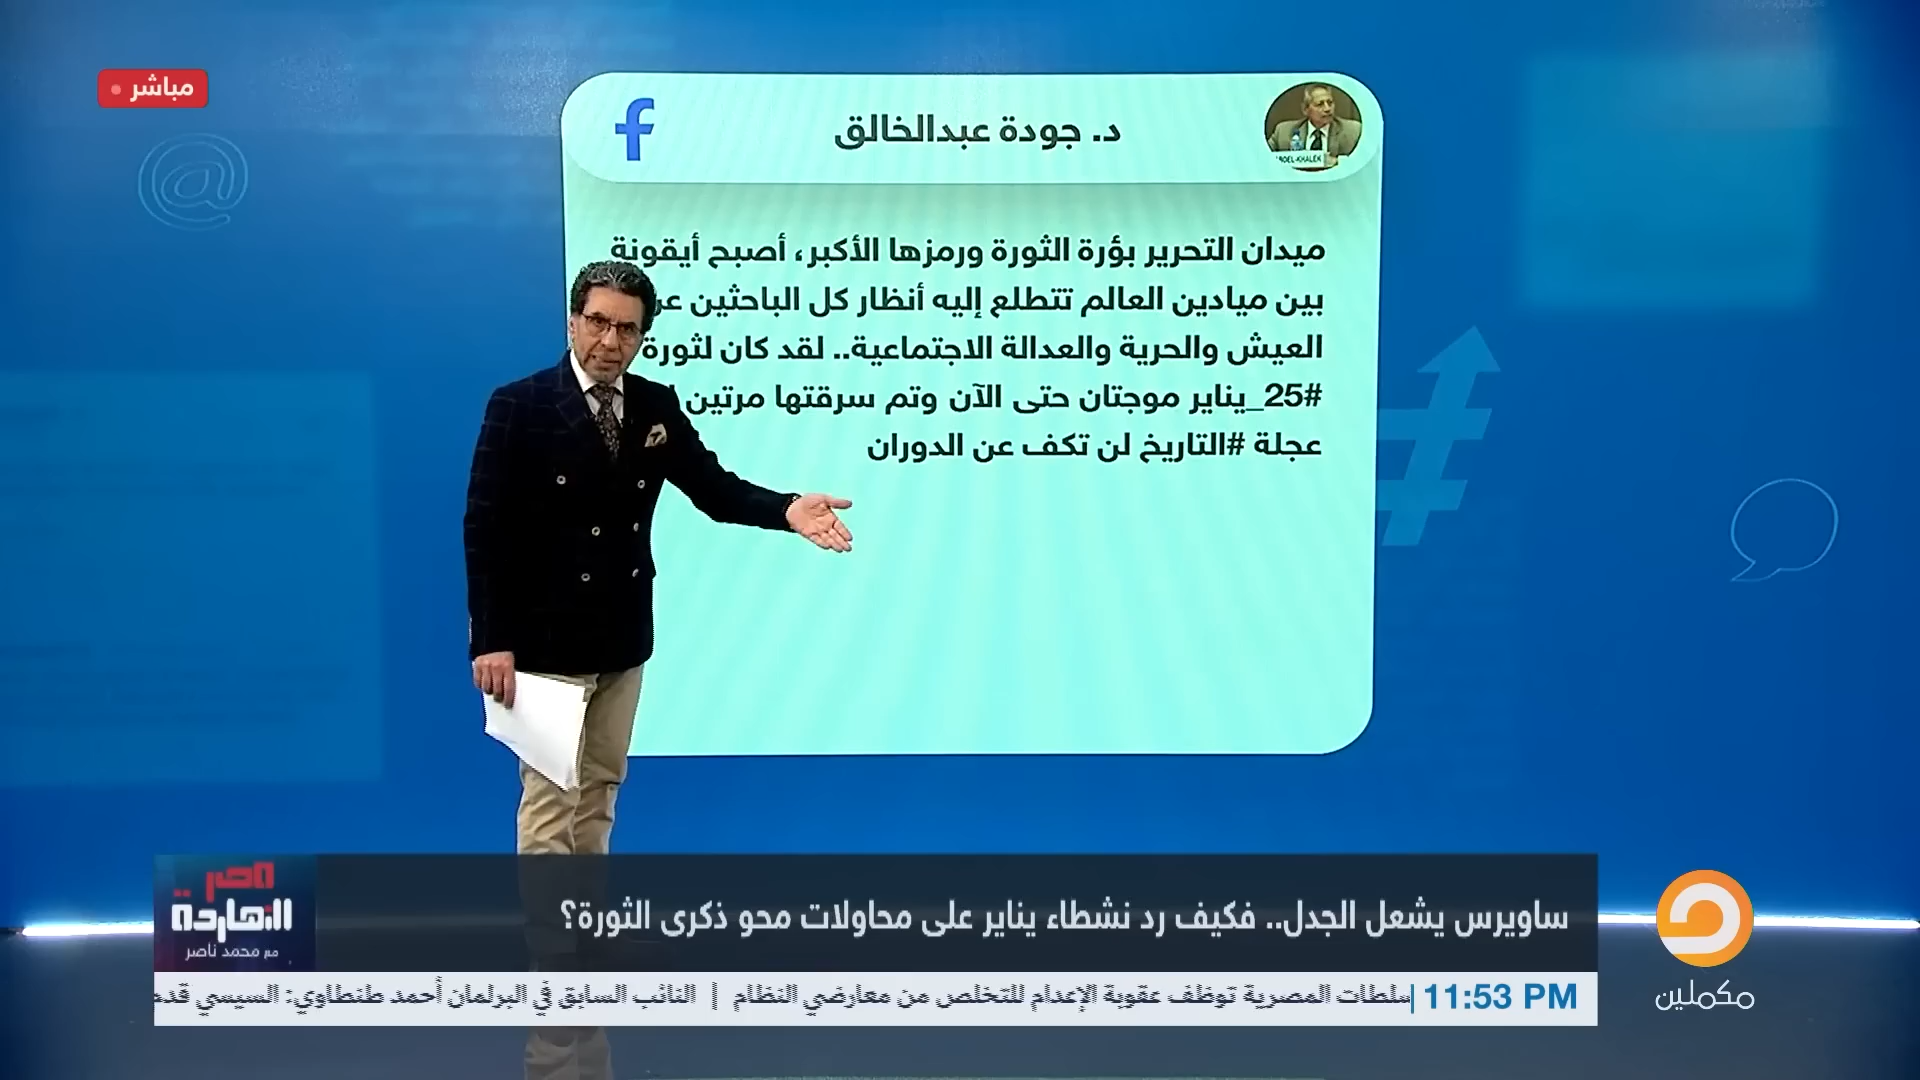 مباشر
د. جودة عبدالخالق
ميدان التحرير بؤرة الثورة ورمزها الأكبر، أصبح أيقونة
بين ميادين العالم تتطلع إليه أنظار كل الباحثين
العيش والحرية والعدالة الاجتماعية.. لقد كان لثورة
#25_يناير موجتان حتى الآن وتم سرقتها مرتين
عجلة #التاريخ لن تكف عن الدوران
ساويرس يشعل الجدل.. فكيف رد نشطاء يناير على محاولات محو ذكرى الثورة؟
مصر
النهاردة
مع محمد ناصر
11:53 PM
سلطات المصرية توظف عقوبة الإعدام للتخلص من معارضي النظام | النائب السابق في البرلمان أحمد طنطاوي: السيسي
مكملين